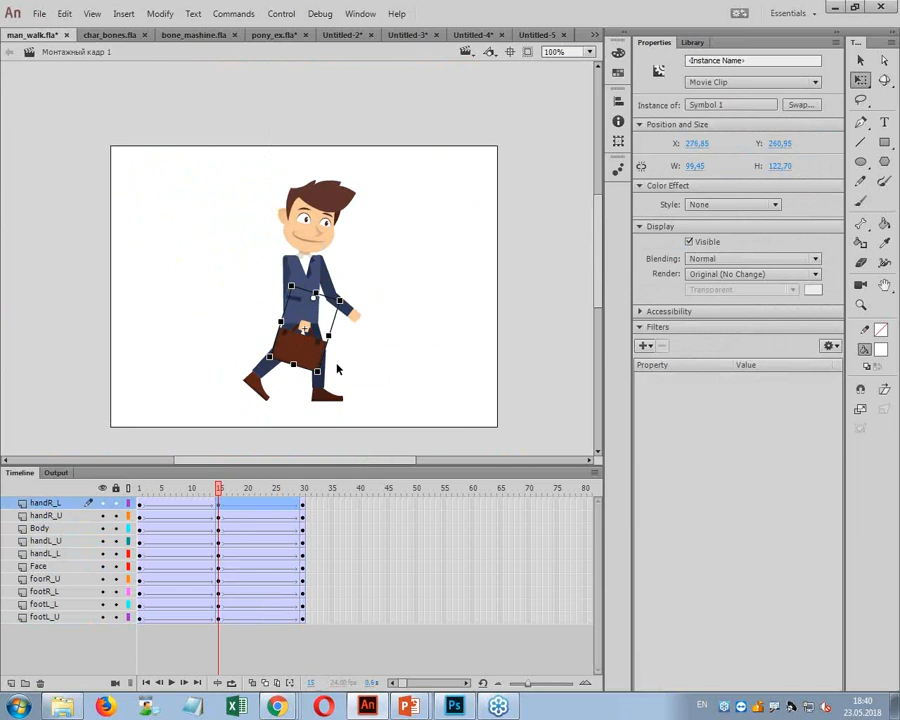 An File Edit View Insert Modify Text Commands Control Debug Window Help Essentials
man_walk.fla* × char_bones.fla × bone_mashine.fla × pony_ex.fla* × Untitled-2* × Untitled-3* × Untitled-4* × Untitled-5 ×
Монтажный кадр 1 100%
Properties Library T...
‹Instance Name›
Movie Clip
Instance of: Symbol 1 Swap...
Position and Size
X: 276,85 Y: 260,95
W: 99,45 H: 122,70
Color Effect
Style: None
Display
Visible
Blending: Normal
Render: Original (No Change)
Transparent
Accessibility
Filters
Property Value
Timeline Output
1 5 10 15 20 25 30 35 40 45 50 55 60 65 70 75 80
handR_L
handR_U
Body
handL_U
handL_L
Face
foorR_U
footR_L
footL_L
footL_U
15 24.00 fps 0,6 s
An Ps
EN 18:40
23.05.2018